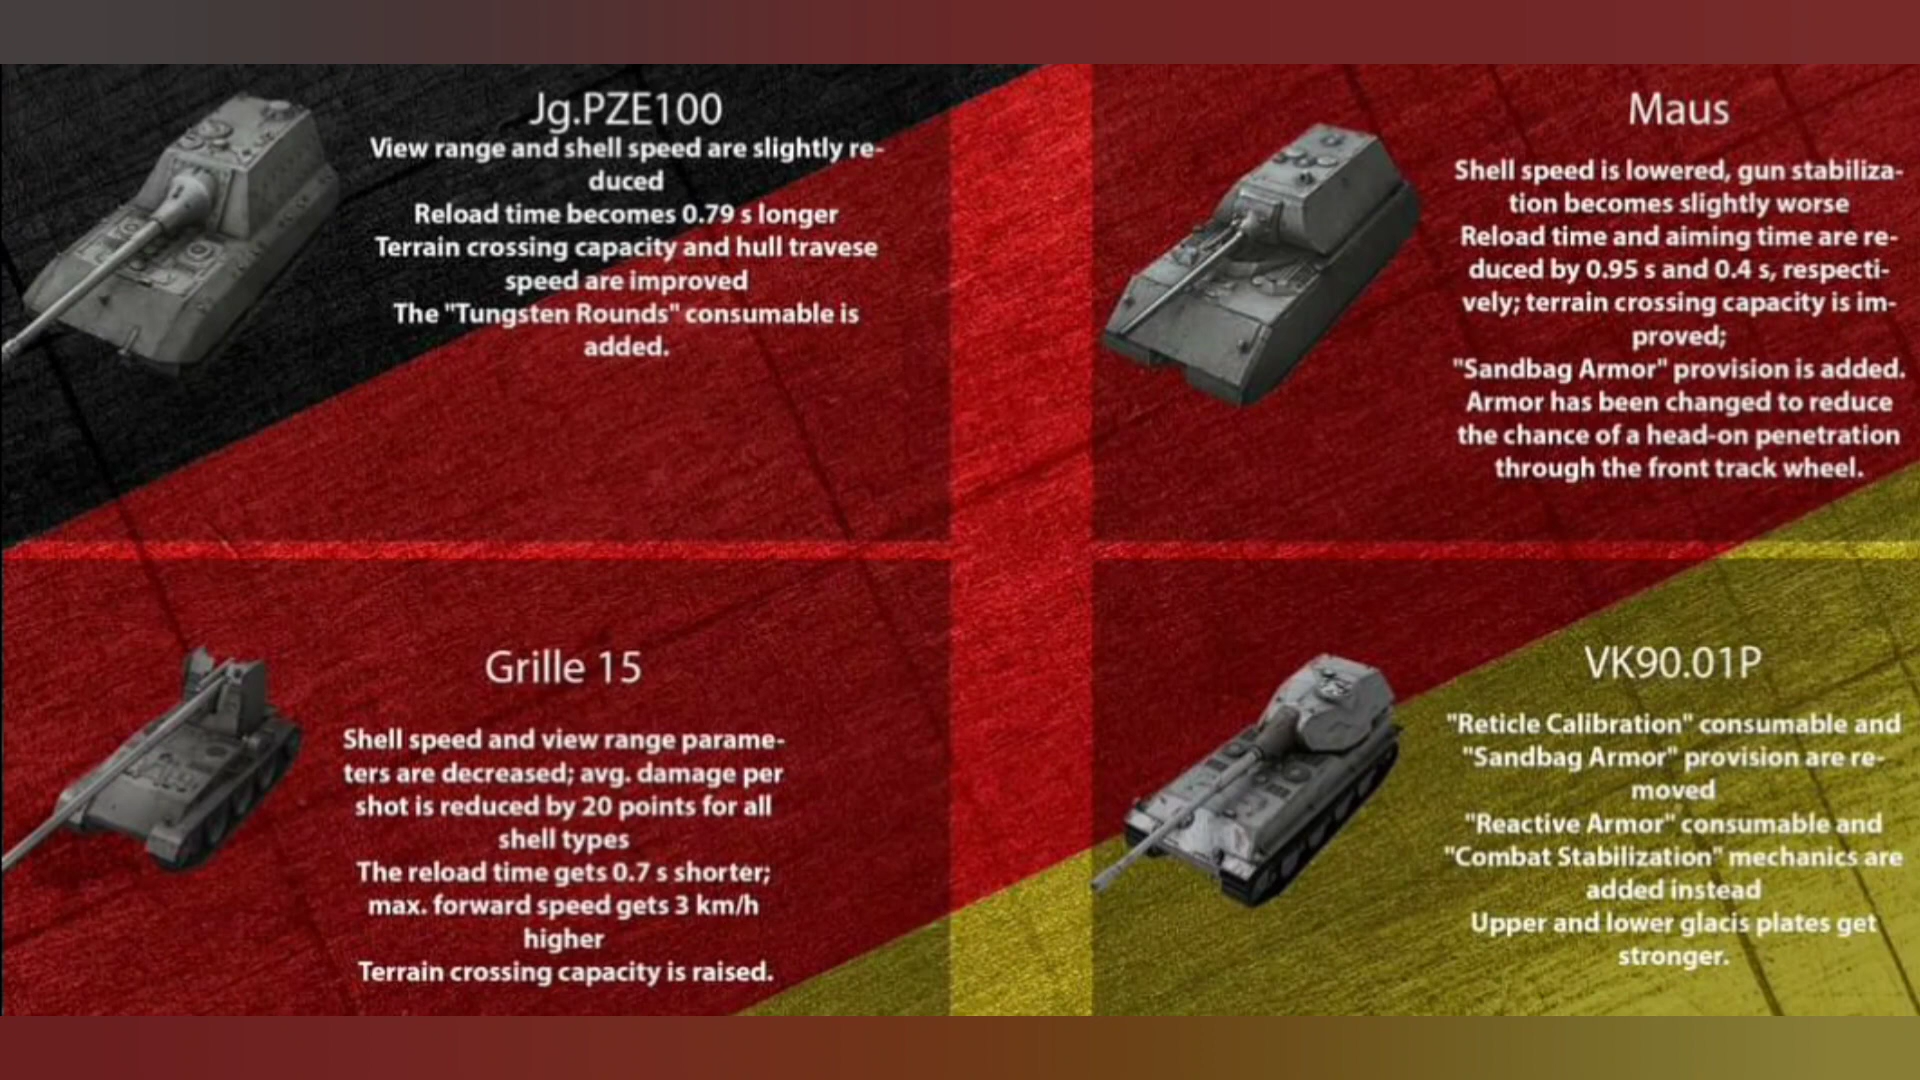 Jg.PZE100
View range and shell speed are slightly re-
duced
Reload time becomes 0.79 s longer
Terrain crossing capacity and hull travese
speed are improved
The "Tungsten Rounds" consumable is
added.
Maus
Shell speed is lowered, gun stabiliza-
tion becomes slightly worse
Reload time and aiming time are re-
duced by 0.95 s and 0.4 s, respecti-
vely; terrain crossing capacity is im-
proved;
"Sandbag Armor" provision is added.
Armor has been changed to reduce
the chance of a head-on penetration
through the front track wheel.
Grille 15
Shell speed and view range parame-
ters are decreased; avg. damage per
shot is reduced by 20 points for all
shell types
The reload time gets 0.7 s shorter;
max. forward speed gets 3 km/h
higher
Terrain crossing capacity is raised.
VK90.01P
"Reticle Calibration" consumable and
"Sandbag Armor" provision are re-
moved
"Reactive Armor" consumable and
"Combat Stabilization" mechanics are
added instead
Upper and lower glacis plates get
stronger.